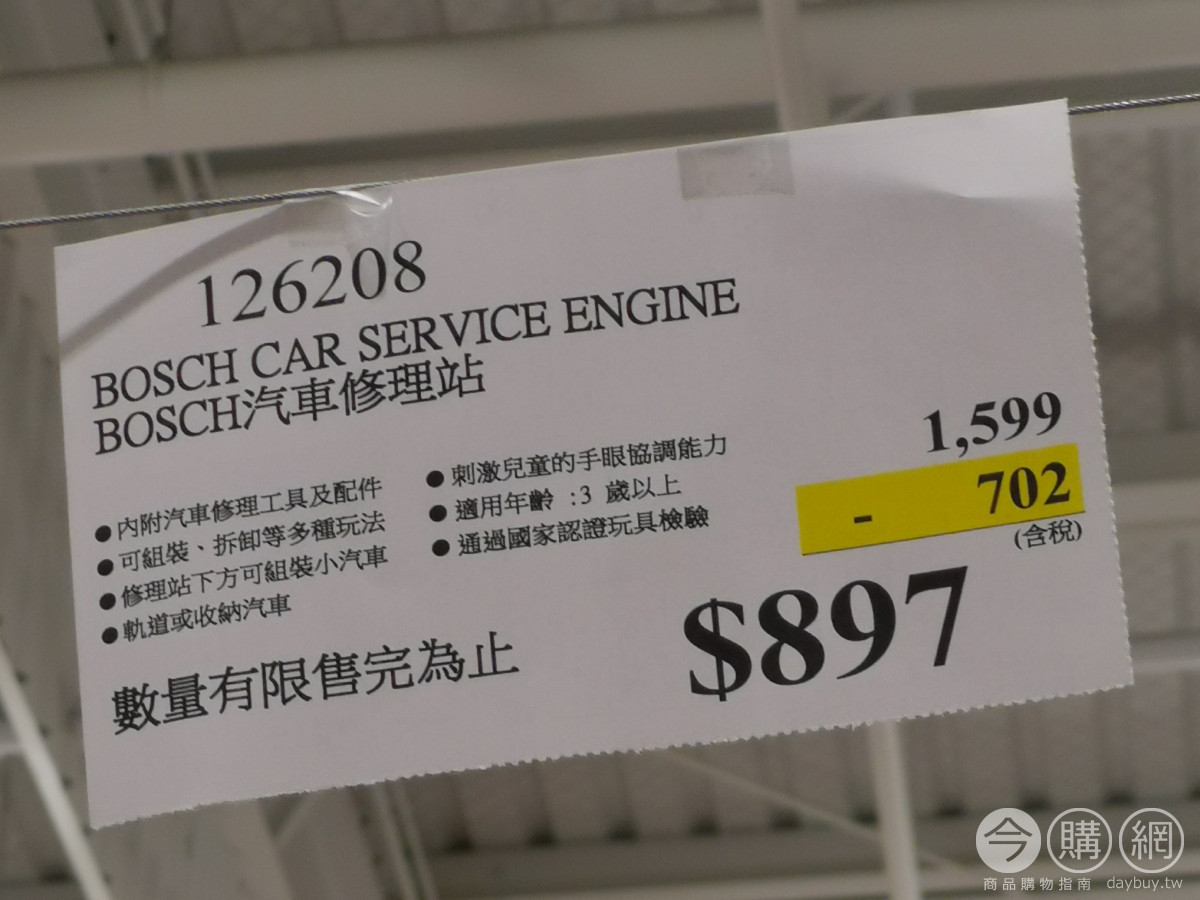 126208
BOSCH CAR SERVICE ENGINE
BOSCH汽車修理站
●內附汽車修理工具及配件
●可組裝、拆卸等多種玩法
●修理站下方可組裝小汽車
●軌道或收納汽車
●刺激兒童的手眼協調能力
●適用年齡 :3 歲以上
●通過國家認證玩具檢驗
1,599
- 702
(含稅)
$897
數量有限售完為止
今購網
商品購物指南 daybuy.tw